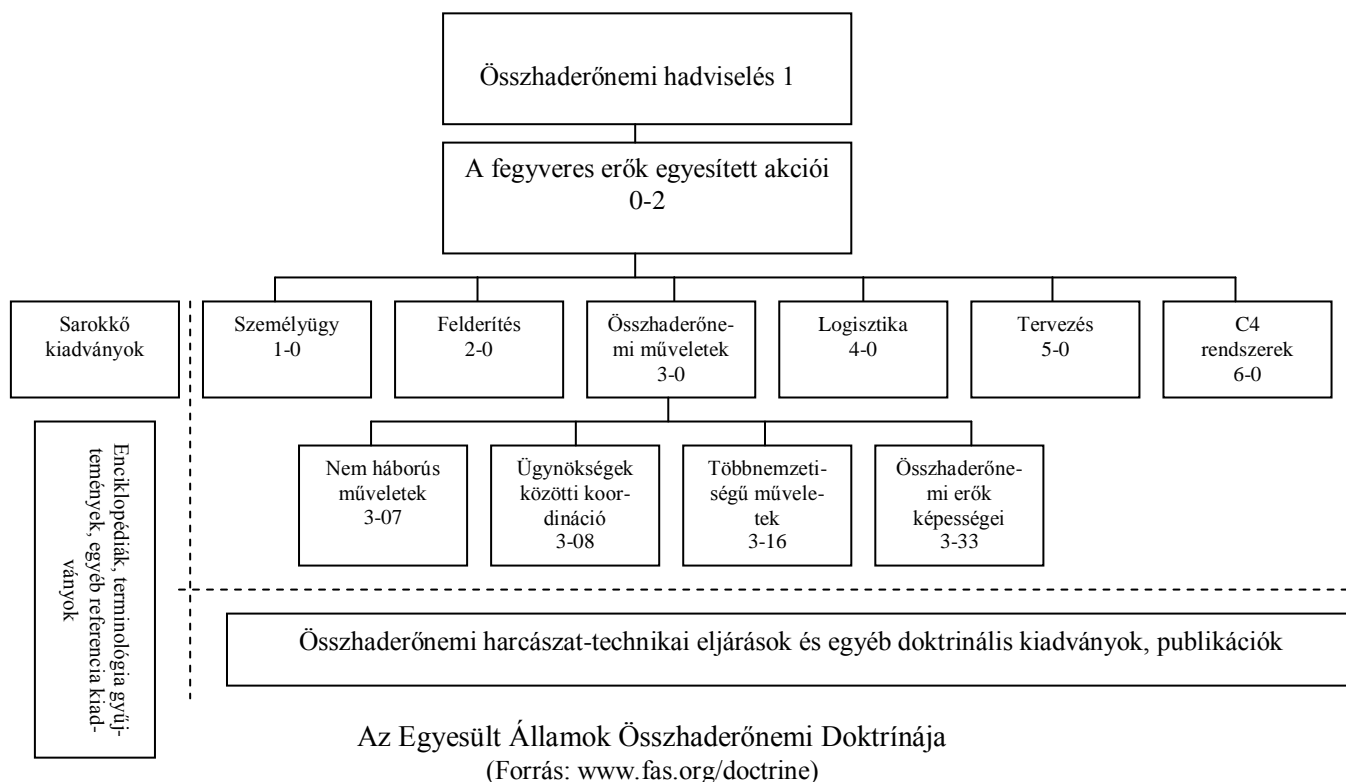 Összhaderőnemi hadviselés 1
A fegyveres erők egyesített akciói
0-2
Sarokkő
kiadványok
Személyügy
1-0
Felderítés
2-0
Összhaderőne-
mi műveletek
3-0
Logisztika
4-0
Tervezés
5-0
C4
rendszerek
6-0
Enciklopédiák, terminológia gyűj-
temények, egyéb referencia kiad-
ványok
Nem háborús
műveletek
3-07
Ügynökségek
közötti koor-
dináció
3-08
Többnemzeti-
ségű művele-
tek
3-16
Összhaderőne-
mi erők
képességei
3-33
Összhaderőnemi harcászat-technikai eljárások és egyéb doktrinális kiadványok, publikációk
Az Egyesült Államok Összhaderőnemi Doktrínája
(Forrás: www.fas.org/doctrine)